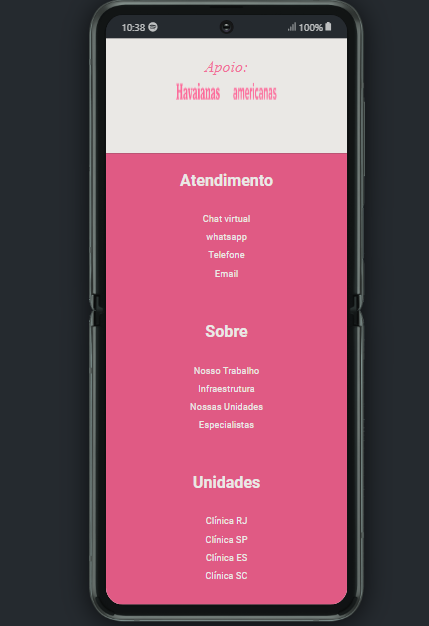 10:38 100%
Apoio:
Havaianas americanas
Atendimento
Chat virtual
whatsapp
Telefone
Email
Sobre
Nosso Trabalho
Infraestrutura
Nossas Unidades
Especialistas
Unidades
Clínica RJ
Clínica SP
Clínica ES
Clínica SC